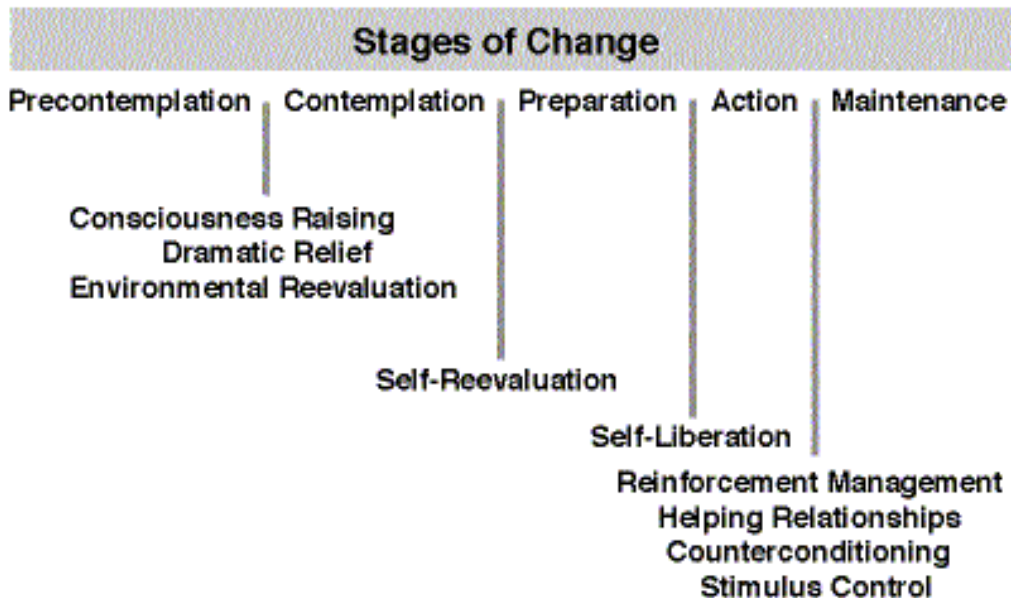 Stages of Change
Precontemplation Contemplation Preparation Action Maintenance
Consciousness Raising
Dramatic Relief
Environmental Reevaluation
Self-Reevaluation
Self-Liberation
Reinforcement Management
Helping Relationships
Counterconditioning
Stimulus Control